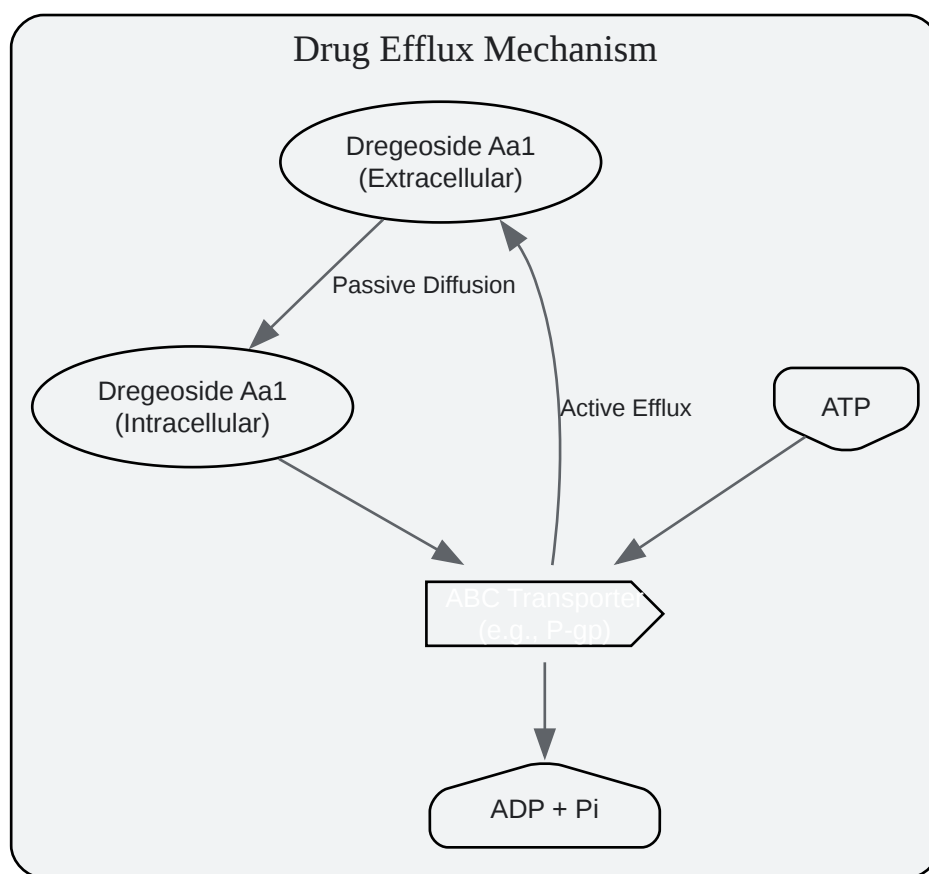 Drug Efflux Mechanism
Dregeoside Aa1
(Extracellular)
Passive Diffusion
Dregeoside Aa1
(Intracellular)
Active Efflux
ATP
ABC Transporter
(e.g., P-gp)
ADP + Pi